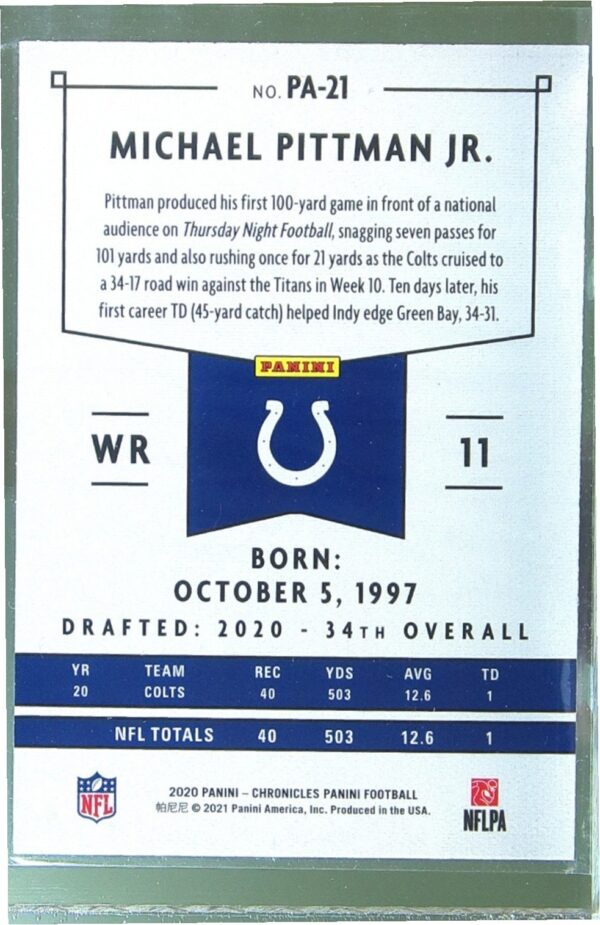 NO. PA-21
MICHAEL PITTMAN JR.
Pittman produced his first 100-yard game in front of a national
audience on Thursday Night Football, snagging seven passes for
101 yards and also rushing once for 21 yards as the Colts cruised to
a 34-17 road win against the Titans in Week 10. Ten days later, his
first career TD (45-yard catch) helped Indy edge Green Bay, 34-31.
PANINI
WR 11
BORN:
OCTOBER 5, 1997
DRAFTED: 2020 - 34TH OVERALL
YR TEAM REC YDS AVG TD
20 COLTS 40 503 12.6 1
NFL TOTALS 40 503 12.6 1
NFL
2020 PANINI – CHRONICLES PANINI FOOTBALL
帕尼尼 © 2021 Panini America, Inc. Produced in the USA.
NFLPA